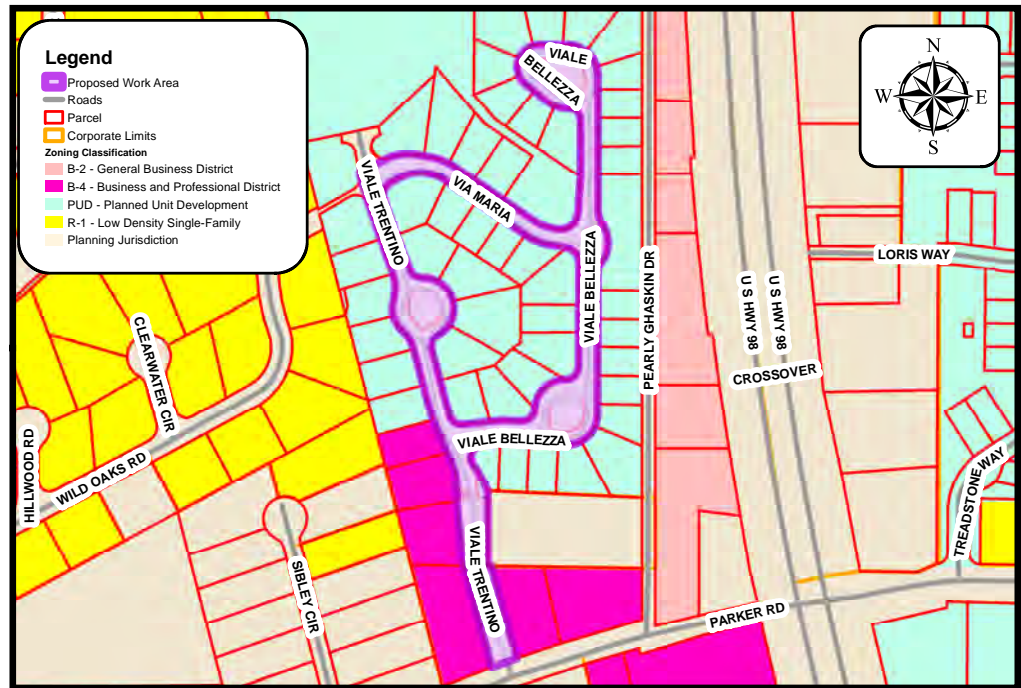 Legend
Proposed Work Area
Roads
Parcel
Corporate Limits
Zoning Classification
B-2 - General Business District
B-4 - Business and Professional District
PUD - Planned Unit Development
R-1 - Low Density Single-Family
Planning Jurisdiction
N
W
E
S
VIALE
BELLEZZA
VIALE TRENTINO
VIA MARIA
VIALE BELLEZZA
PEARLY GHASKIN DR
U S HWY 98
U S HWY 98
LORIS WAY
CROSSOVER
CLEARWATER CIR
HILLWOOD RD
WILD OAKS RD
VIALE BELLEZZA
TREADSTONE WAY
SIBLEY CIR
VIALE TRENTINO
PARKER RD